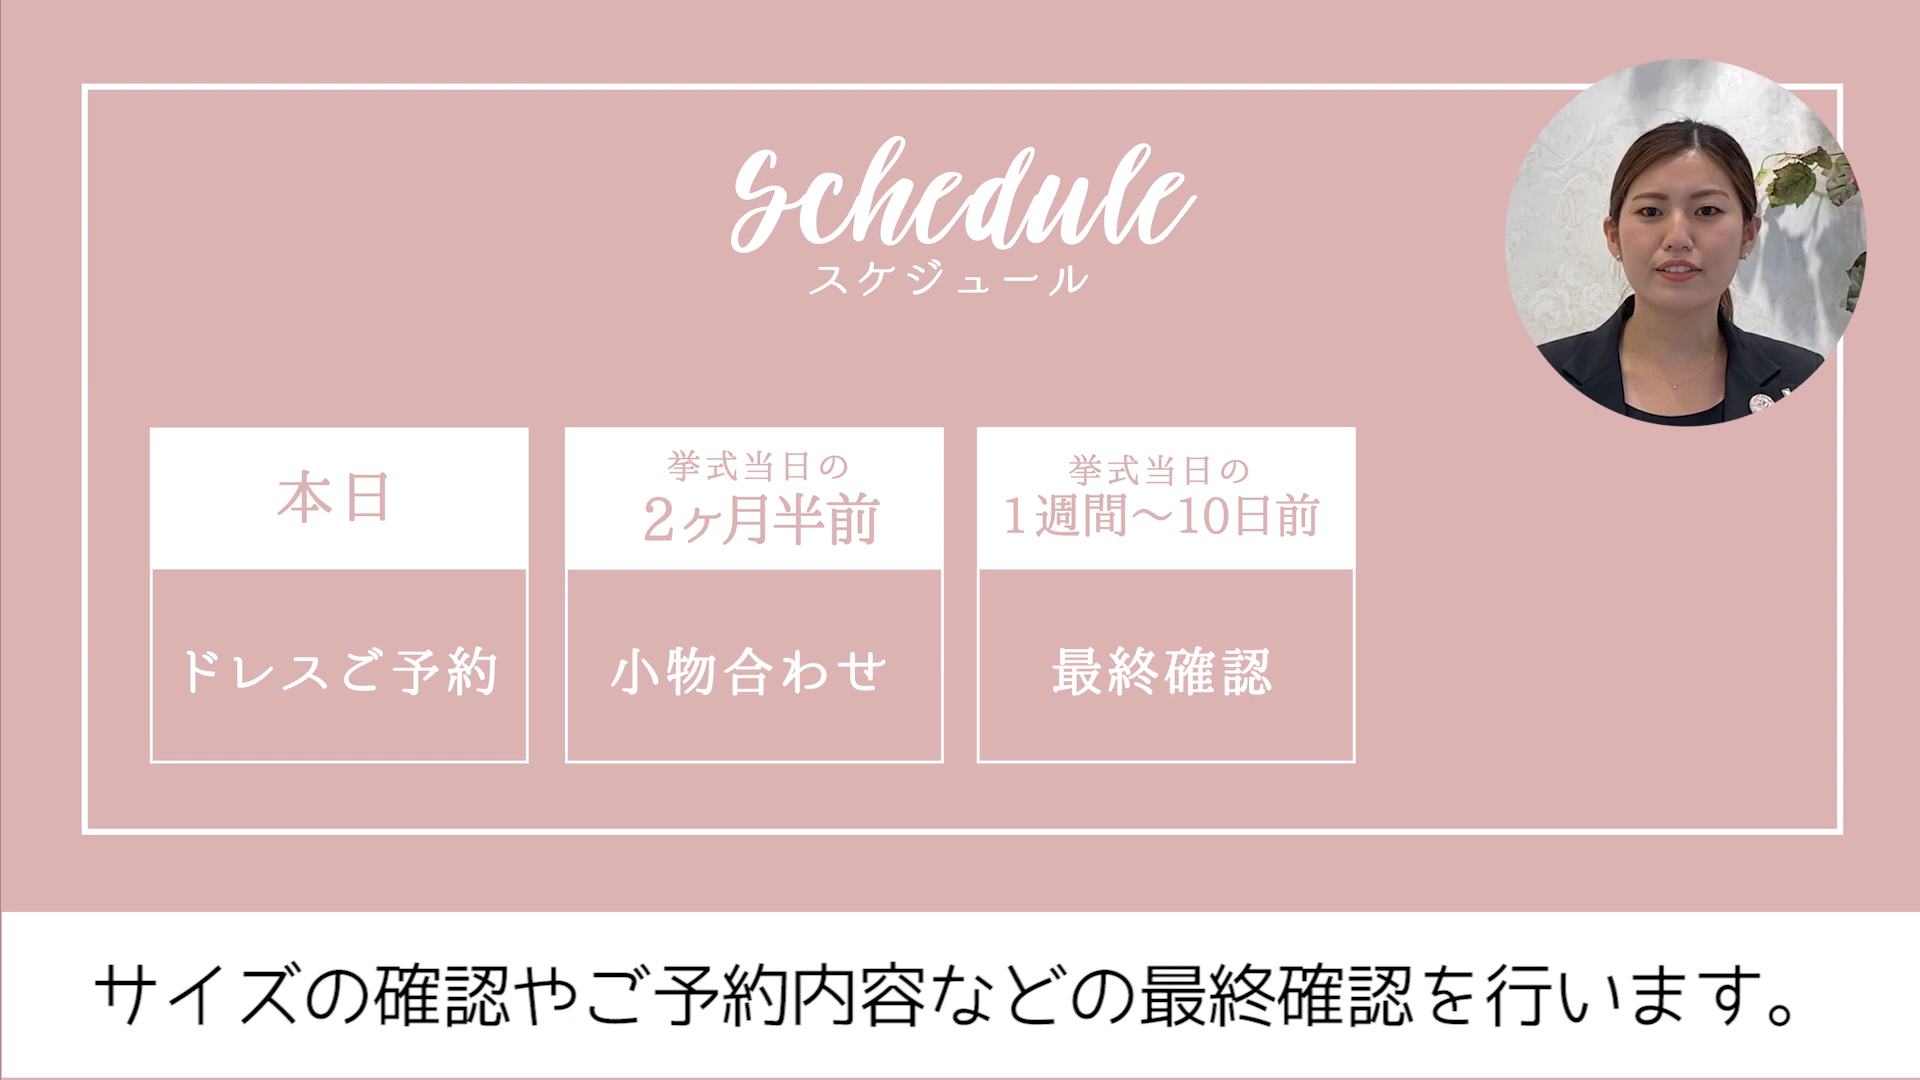 Schedule
スケジュール
本日
ドレスご予約
挙式当日の
2ヶ月半前
小物合わせ
挙式当日の
1週間〜10日前
最終確認
サイズの確認やご予約内容などの最終確認を行います。